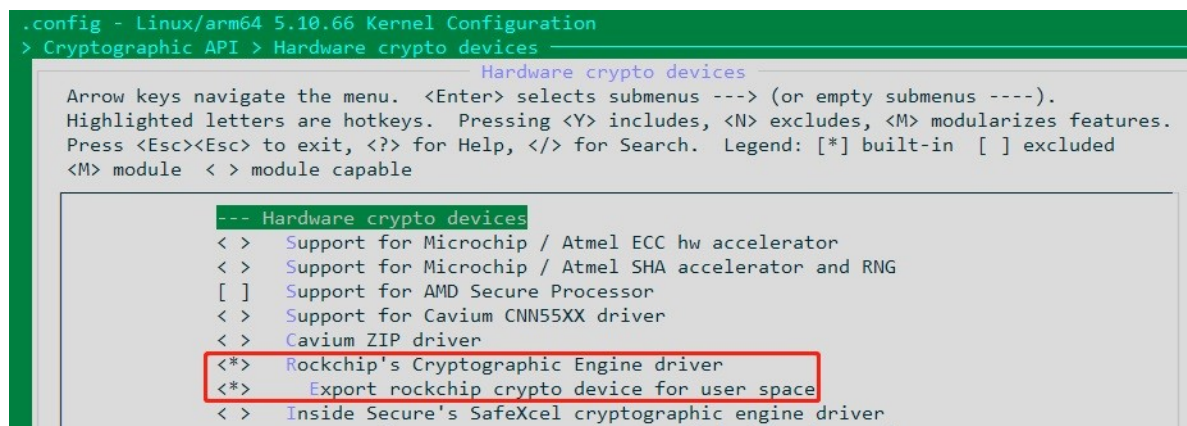 .config - Linux/arm64 5.10.66 Kernel Configuration
> Cryptographic API > Hardware crypto devices
Hardware crypto devices
Arrow keys navigate the menu.  <Enter> selects submenus ---> (or empty submenus ----).
Highlighted letters are hotkeys.  Pressing <Y> includes, <N> excludes, <M> modularizes features.
Press <Esc><Esc> to exit, <?> for Help, </> for Search.  Legend: [*] built-in  [ ] excluded
<M> module  < > module capable
--- Hardware crypto devices
< >   Support for Microchip / Atmel ECC hw accelerator
< >   Support for Microchip / Atmel SHA accelerator and RNG
[ ]   Support for AMD Secure Processor
< >   Support for Cavium CNN55XX driver
< >   Cavium ZIP driver
<*>   Rockchip's Cryptographic Engine driver
<*>     Export rockchip crypto device for user space
< >   Inside Secure's SafeXcel cryptographic engine driver